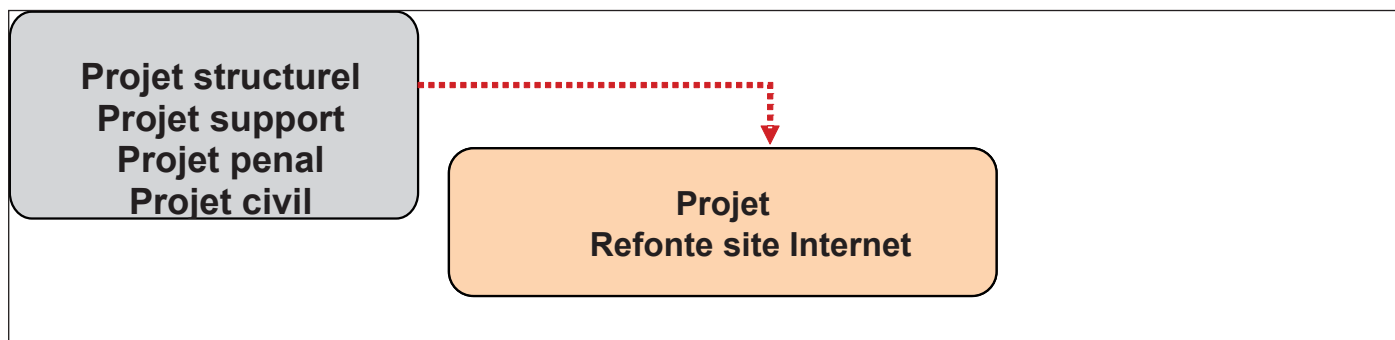 Projet structurel
Projet support
Projet penal
Projet civil
Projet
Refonte site Internet